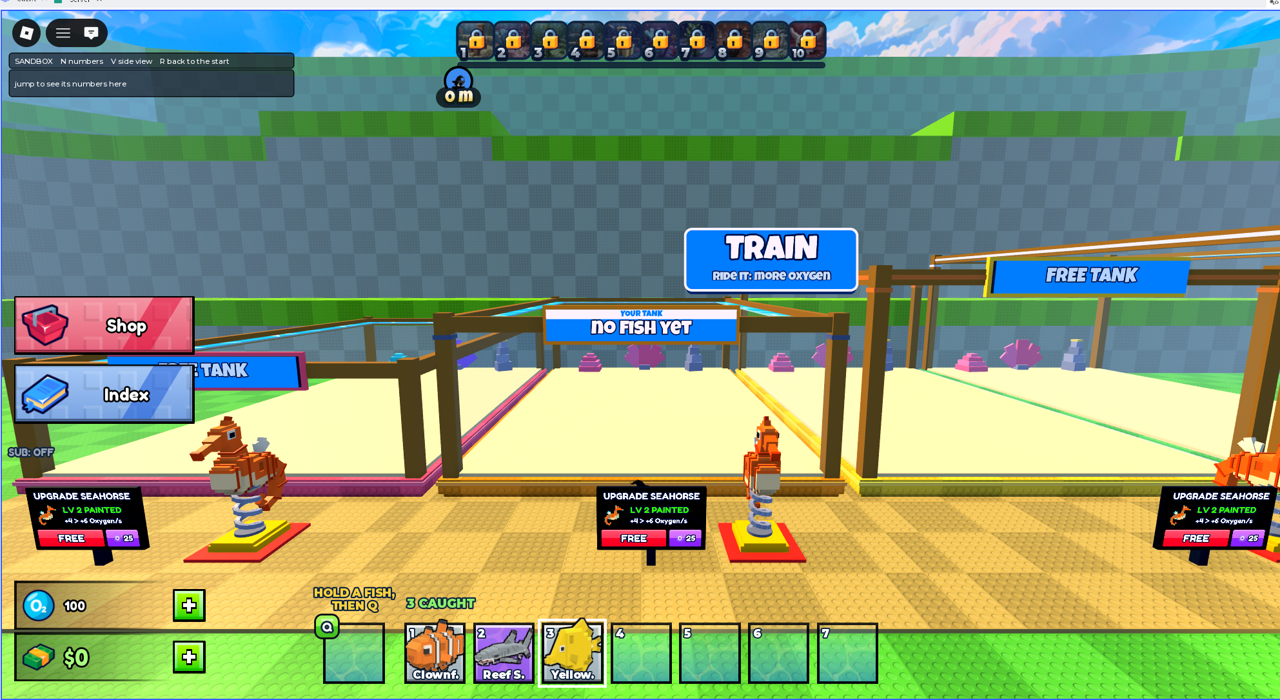 SANDBOX N numbers V side view R back to the start
jump to see its numbers here
1 2 3 4 5 6 7 8 9 10
0 m
TRAIN
RIDE IT: MORE OXYGEN
FREE TANK
YOUR TANK
NO FISH YET
TANK
Shop
Index
SUB: OFF
UPGRADE SEAHORSE
LV 2 PAINTED
+4 > +6 Oxygen/s
FREE 25
UPGRADE SEAHORSE
LV 2 PAINTED
+4 > +6 Oxygen/s
FREE 25
UPGRADE SEAHORSE
LV 2 PAINTED
+4 > +6 Oxygen/s
FREE 25
O2 100
$0
HOLD A FISH,
THEN Q
3 CAUGHT
Q
1 2 3 4 5 6 7
Clownf. Reef S. Yellow.